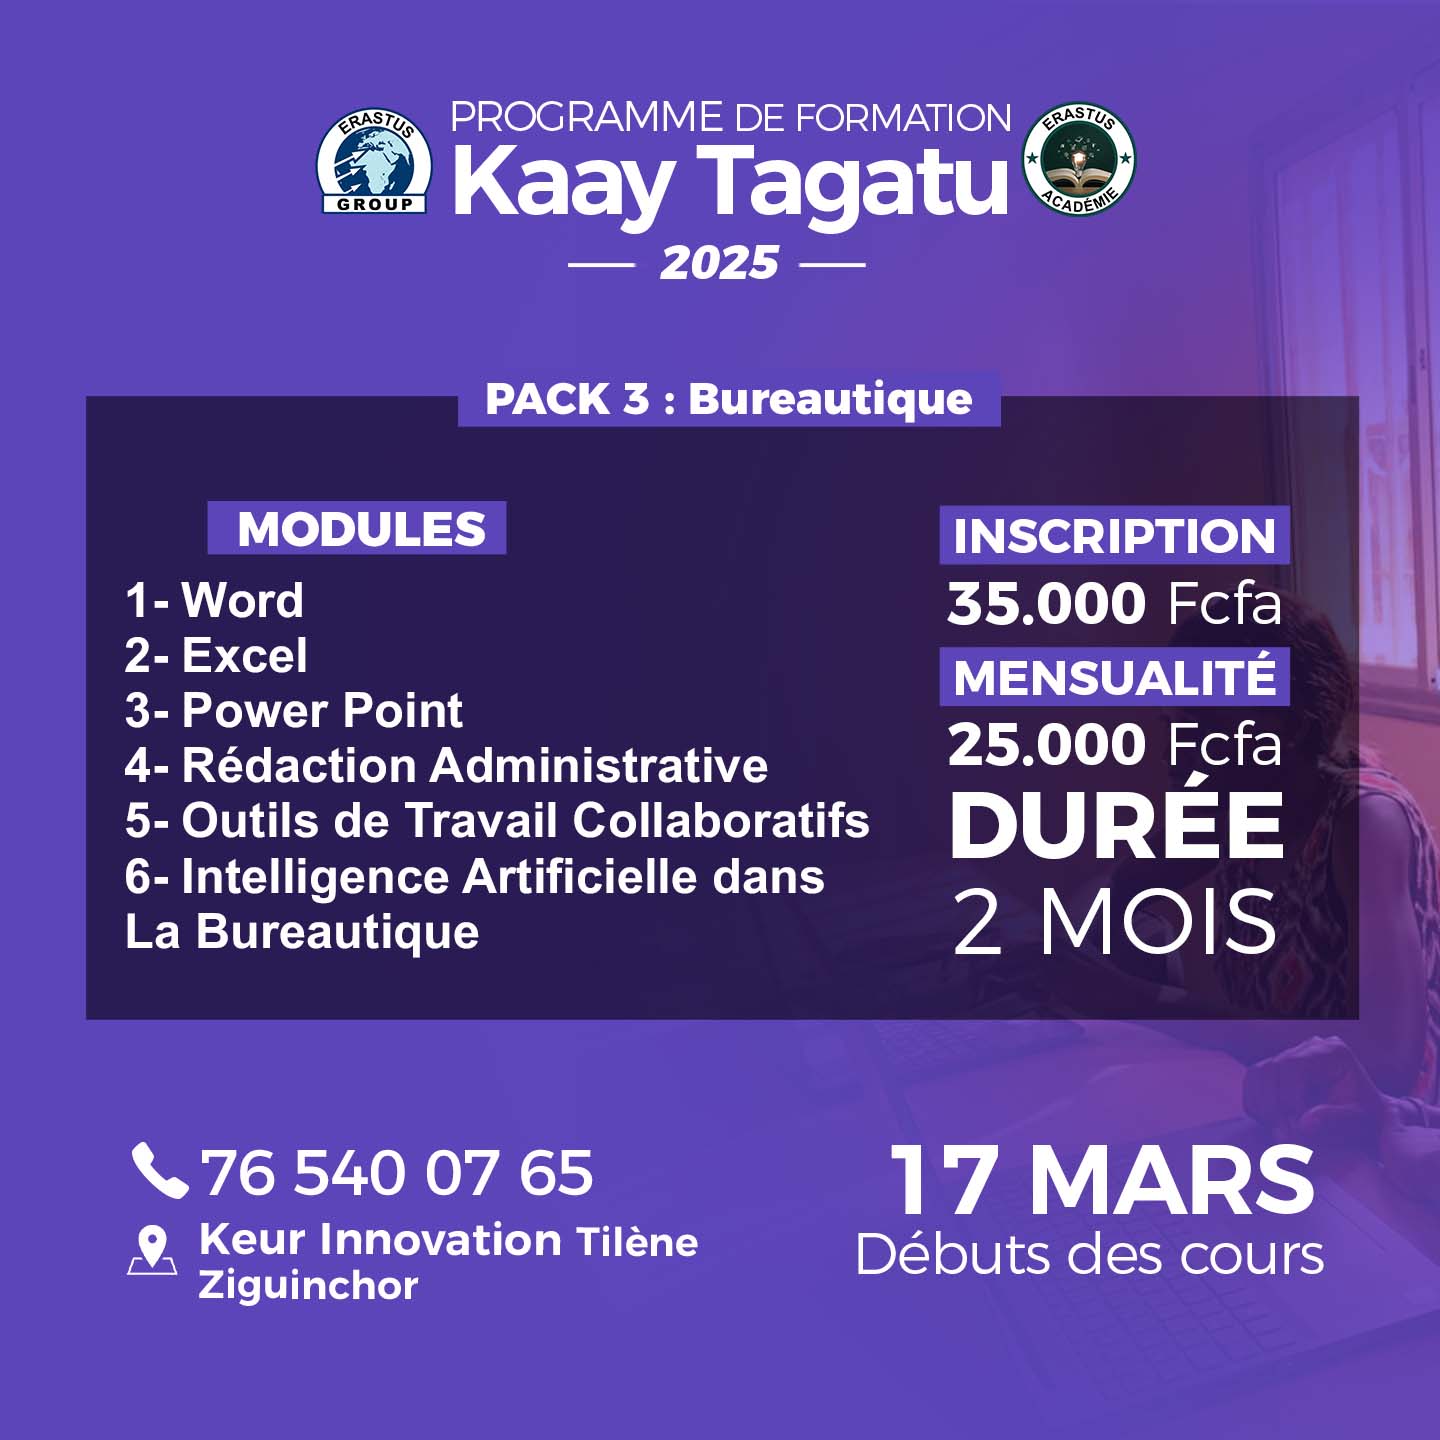 PROGRAMME DE FORMATION
Kaay Tagatu
2025
ERASTUS
GROUP
ERASTUS
ACADÉMIE
PACK 3 : Bureautique
MODULES
1- Word
2- Excel
3- Power Point
4- Rédaction Administrative
5- Outils de Travail Collaboratifs
6- Intelligence Artificielle dans
La Bureautique
INSCRIPTION
35.000 Fcfa
MENSUALITÉ
25.000 Fcfa
DURÉE
2 MOIS
76 540 07 65
Keur Innovation Tilène
Ziguinchor
17 MARS
Débuts des cours